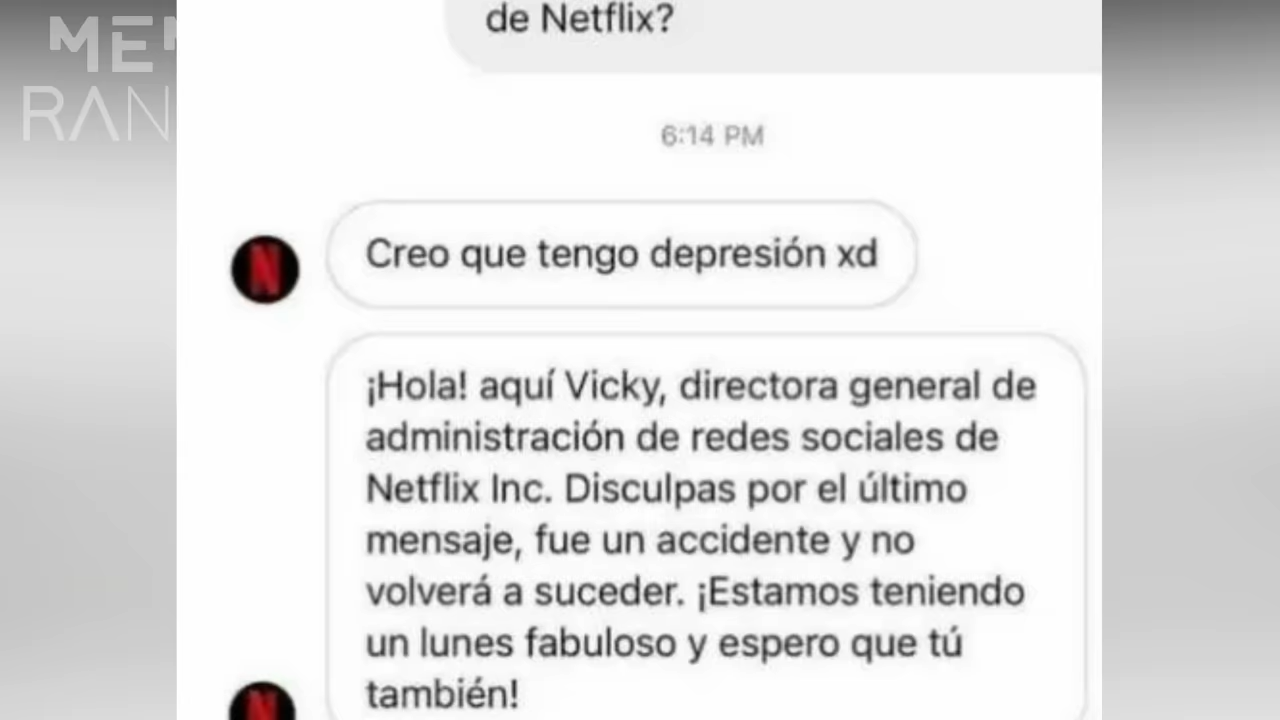 de Netflix?
ME
RAN
6:14 PM
Creo que tengo depresión xd
¡Hola! aquí Vicky, directora general de
administración de redes sociales de
Netflix Inc. Disculpas por el último
mensaje, fue un accidente y no
volverá a suceder. ¡Estamos teniendo
un lunes fabuloso y espero que tú
también!